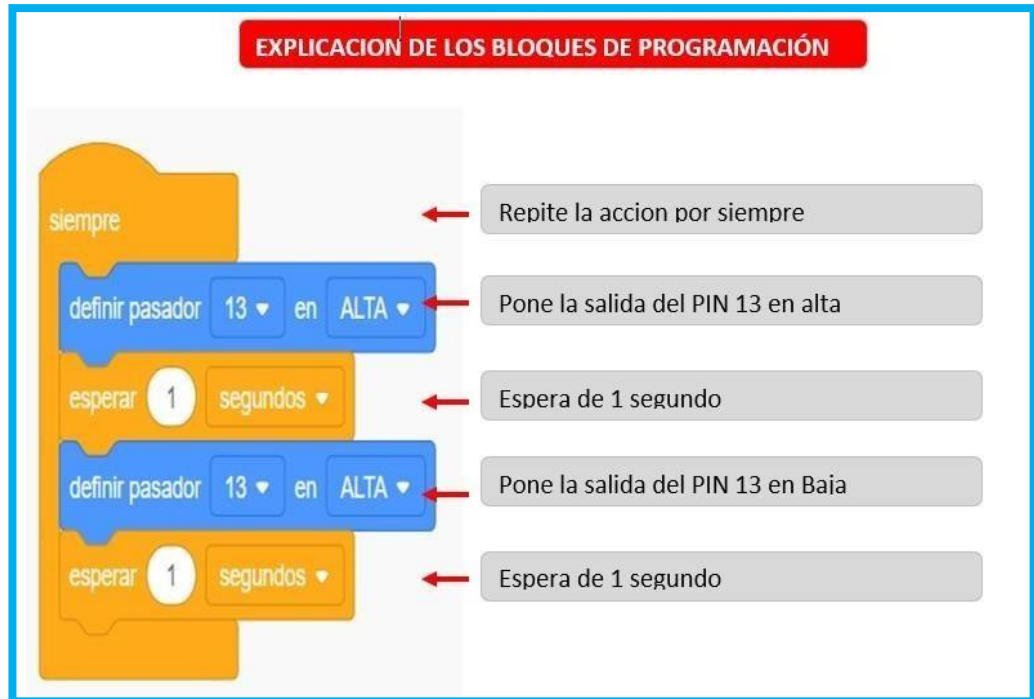 EXPLICACION DE LOS BLOQUES DE PROGRAMACIÓN
siempre
Repite la accion por siempre
definir pasador 13 en ALTA
Pone la salida del PIN 13 en alta
esperar 1 segundos
Espera de 1 segundo
definir pasador 13 en ALTA
Pone la salida del PIN 13 en Baja
esperar 1 segundos
Espera de 1 segundo